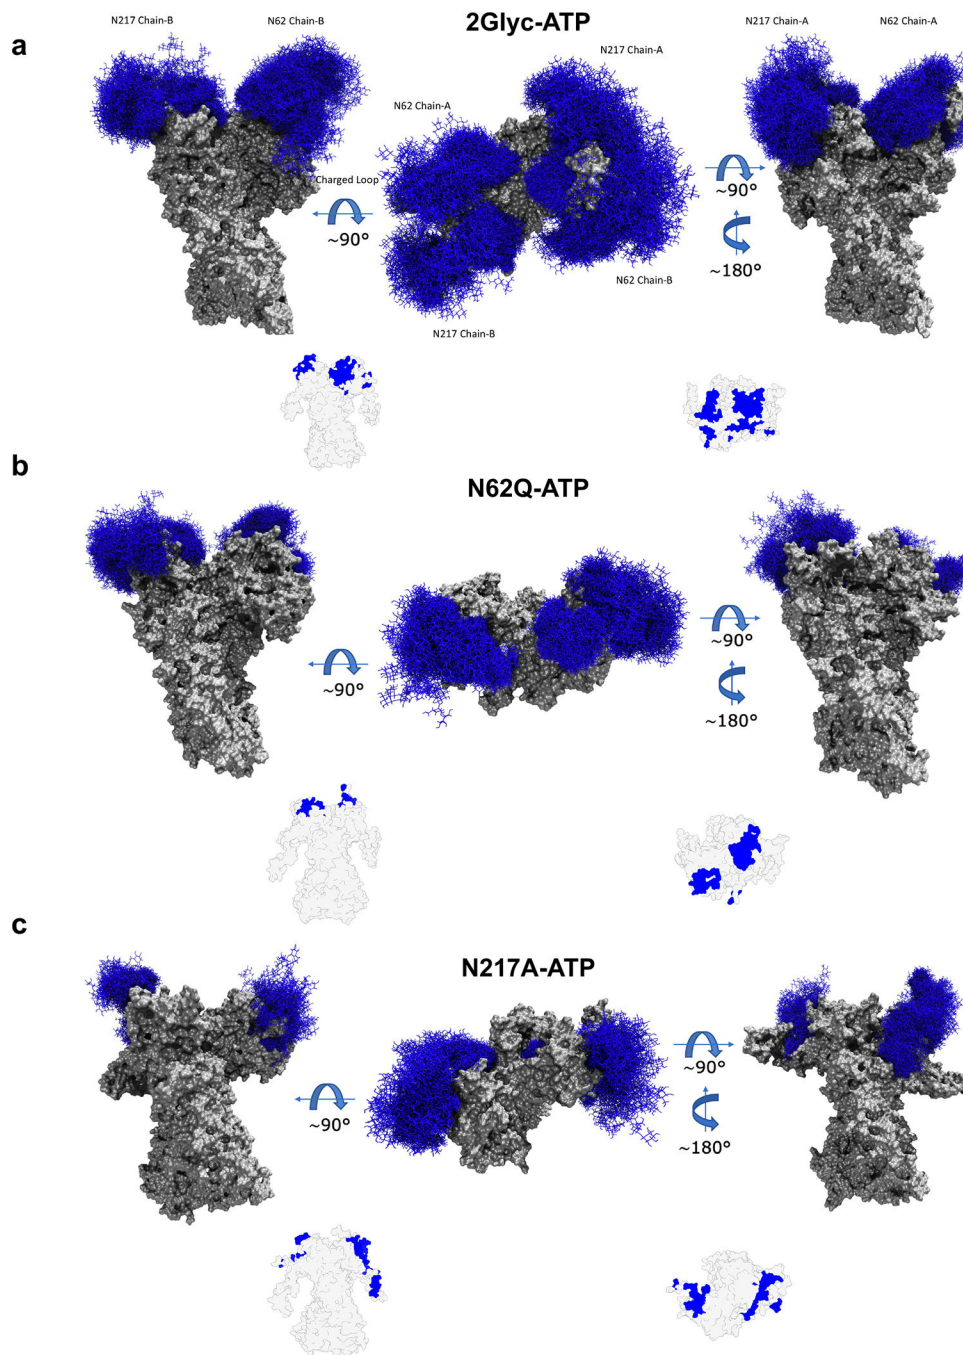 2Glyc-ATP
a
N217 Chain-B
N62 Chain-B
N217 Chain-A
N62 Chain-A
N217 Chain-A
N62 Chain-A
Charged Loop
~90°
~90°
~180°
N62 Chain-B
N217 Chain-B
b
N62Q-ATP
~90°
~90°
~180°
c
N217A-ATP
~90°
~90°
~180°